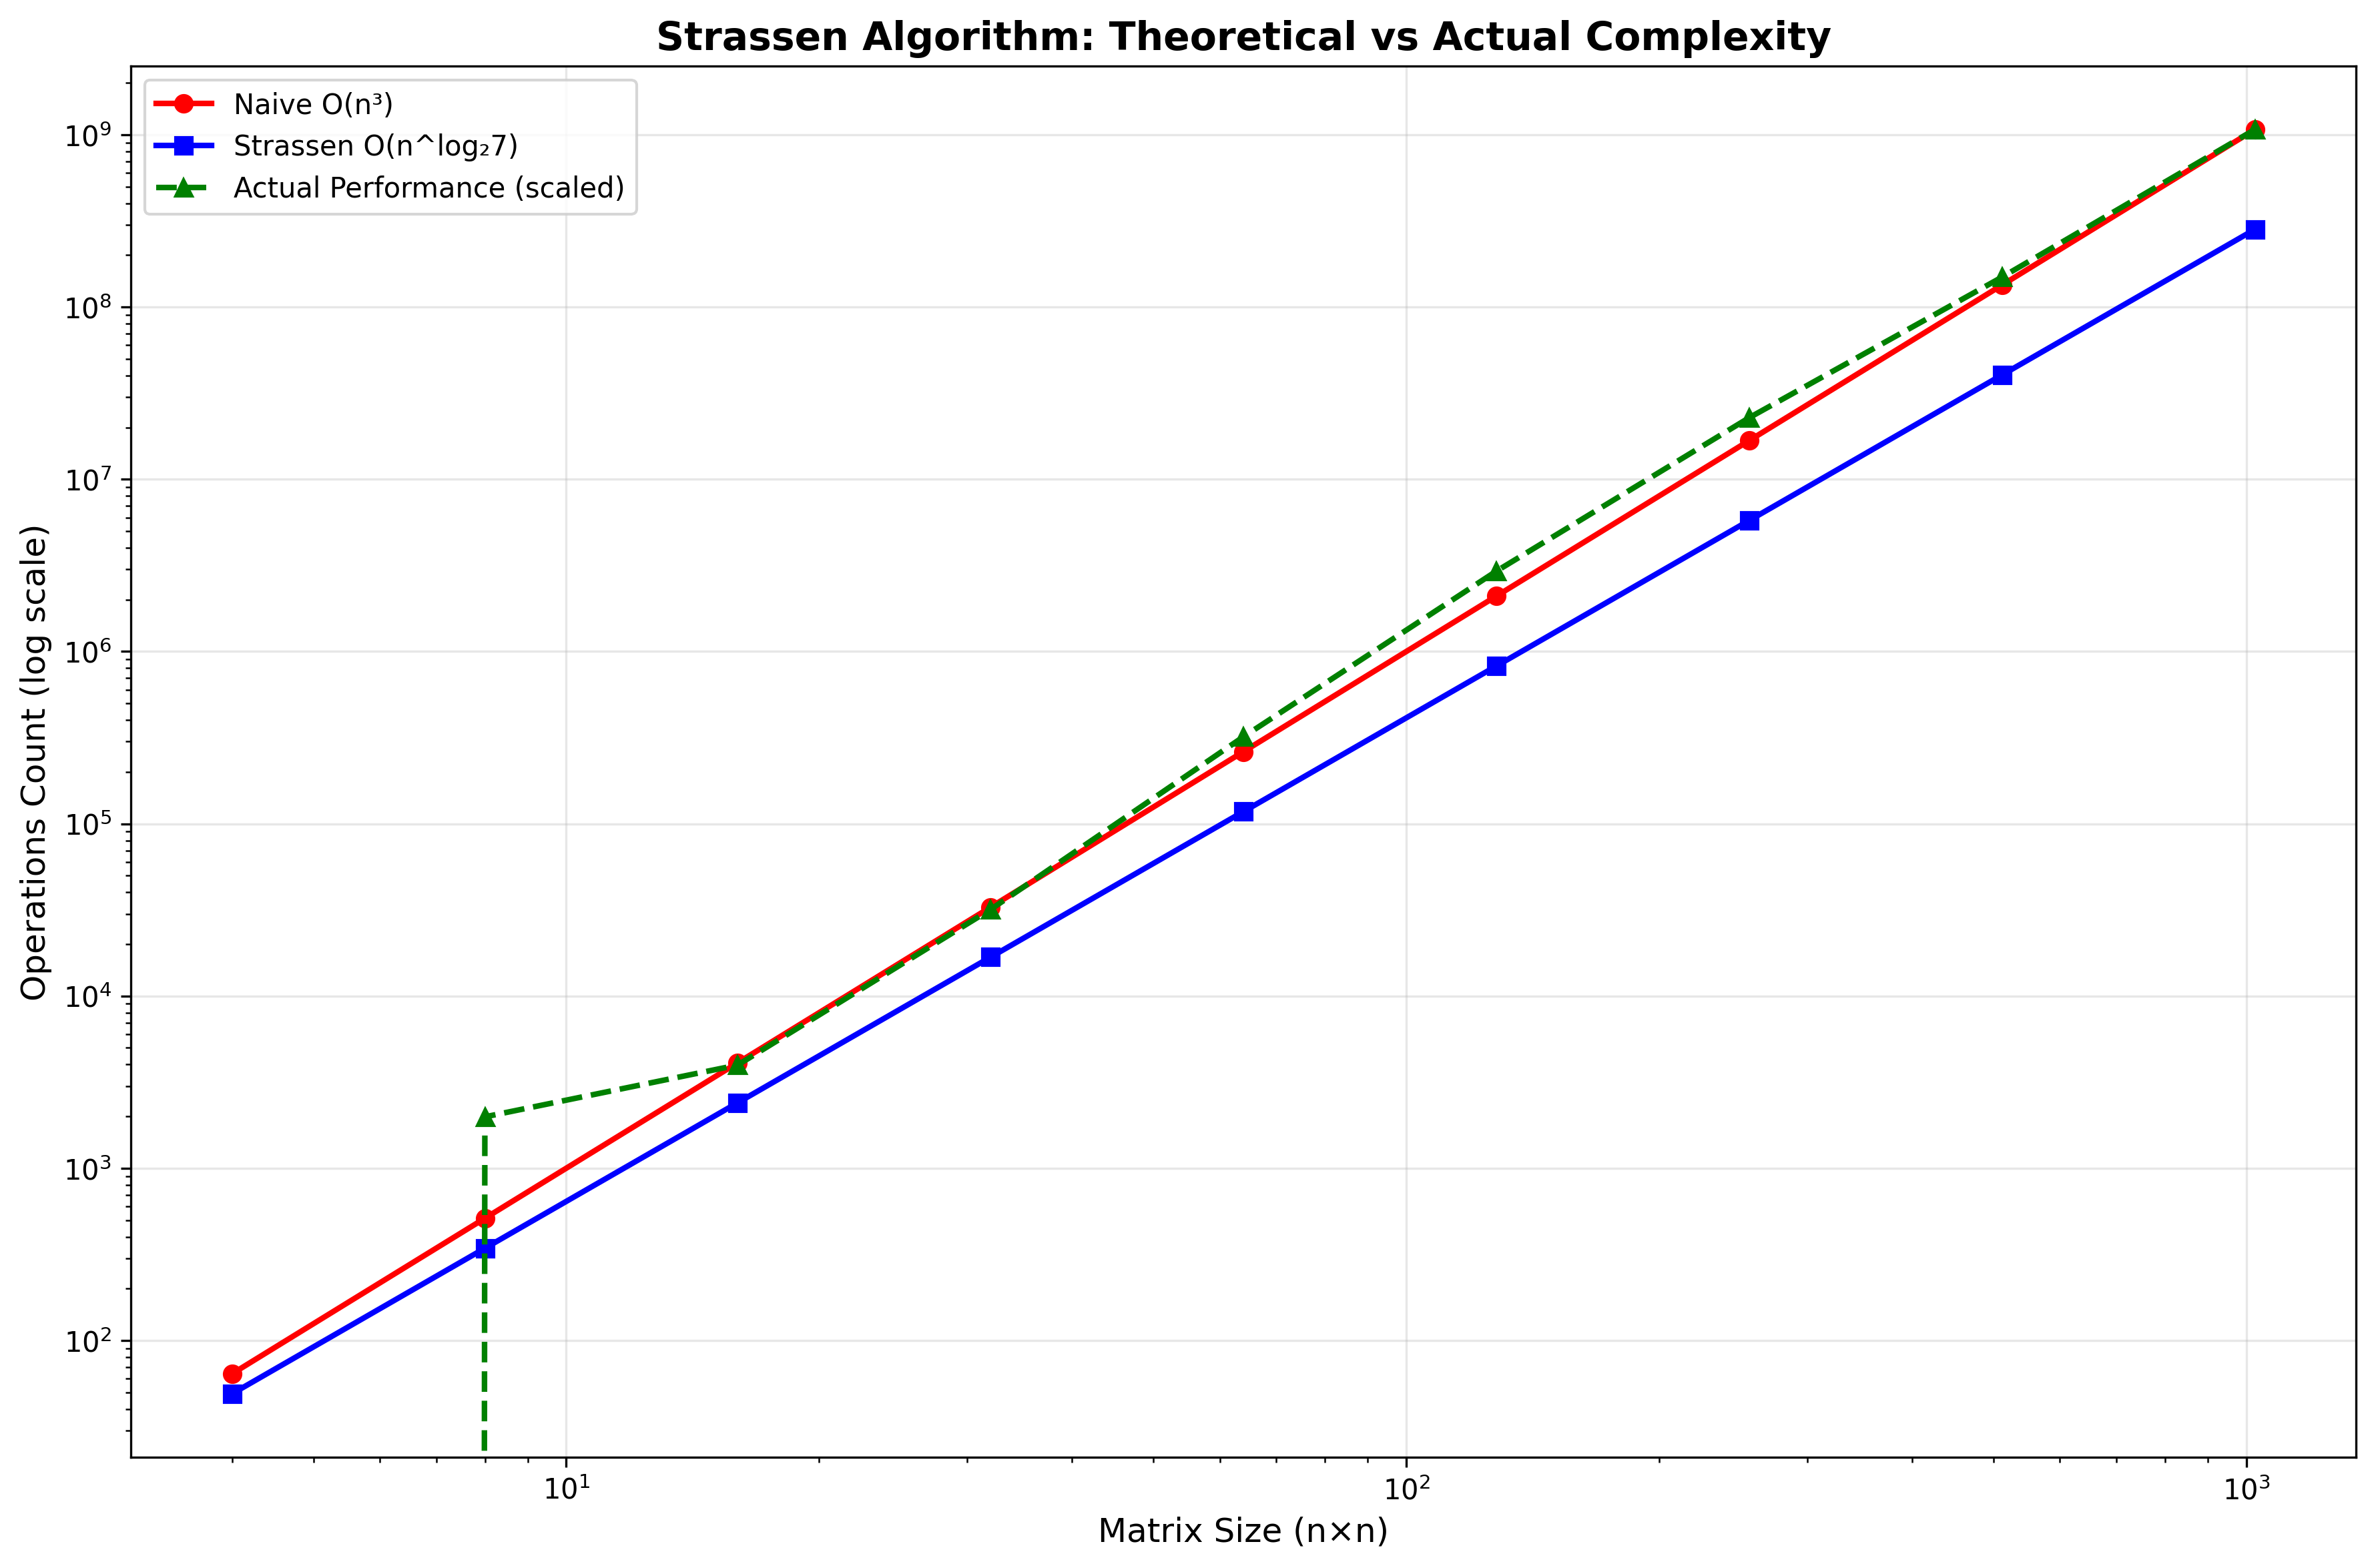 Strassen Algorithm: Theoretical vs Actual Complexity
Naive O(n³)
Strassen O(n^log₂7)
Actual Performance (scaled)
Operations Count (log scale)
10⁹
10⁸
10⁷
10⁶
10⁵
10⁴
10³
10²
10¹
10²
10³
Matrix Size (n×n)